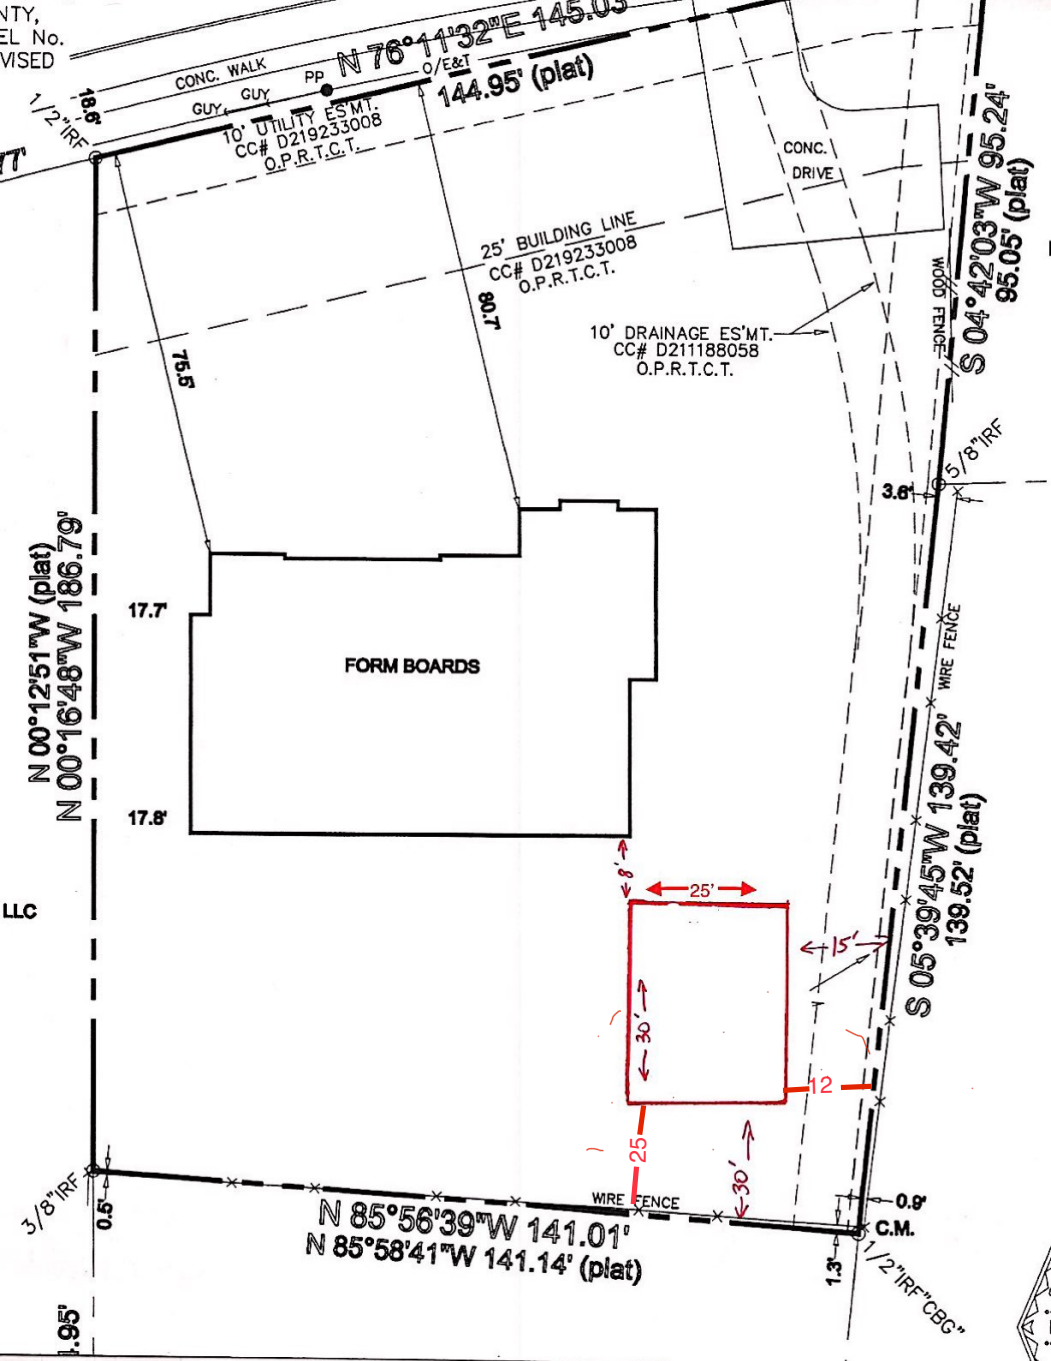 NTY,
EL No.
VISED
18.6'
CONC. WALK
GUY
GUY
PP
1/2"IRF
77'
N 76°11'32"E 145.03'
O/E&T
144.95' (plat)
10' UTILITY ES'MT.
CC# D219233008
O.P.R.T.C.T.
CONC.
DRIVE
S 04°42'03"W 95.24'
95.05' (plat)
25' BUILDING LINE
CC# D219233008
O.P.R.T.C.T.
WOOD FENCE
75.5'
80.7'
10' DRAINAGE ES'MT.
CC# D211188058
O.P.R.T.C.T.
5/8"IRF
3.6'
N 00°12'51"W (plat)
N 00°16'48"W 186.79'
17.7'
FORM BOARDS
17.8'
WIRE FENCE
S 05°39'45"W 139.42'
139.52' (plat)
LLC
8'
25'
15'
30'
12
25
30'
3/8"IRF
0.5'
WIRE FENCE
N 85°56'39"W 141.01'
N 85°58'41"W 141.14' (plat)
0.9'
C.M.
1.3'
1/2"IRF"CBG"
.95'